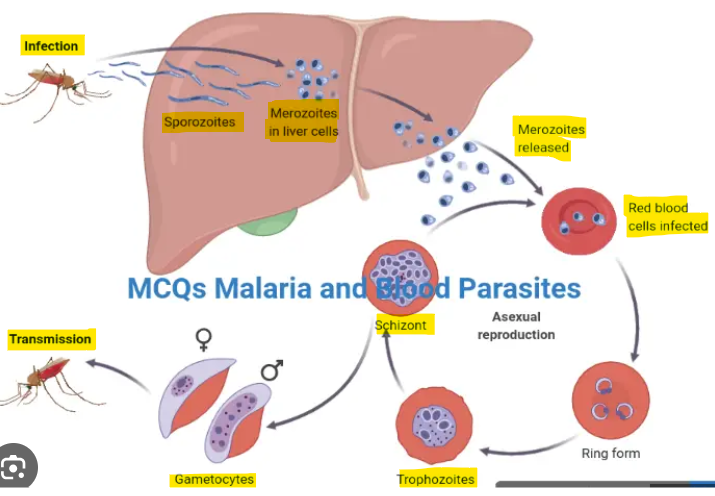 Infection
Sporozoites
Merozoites
in liver cells
Merozoites
released
Red blood
cells infected
MCQs Malaria and Blood Parasites
Schizont
Asexual
reproduction
Transmission
♀
♂
Ring form
Gametocytes
Trophozoites